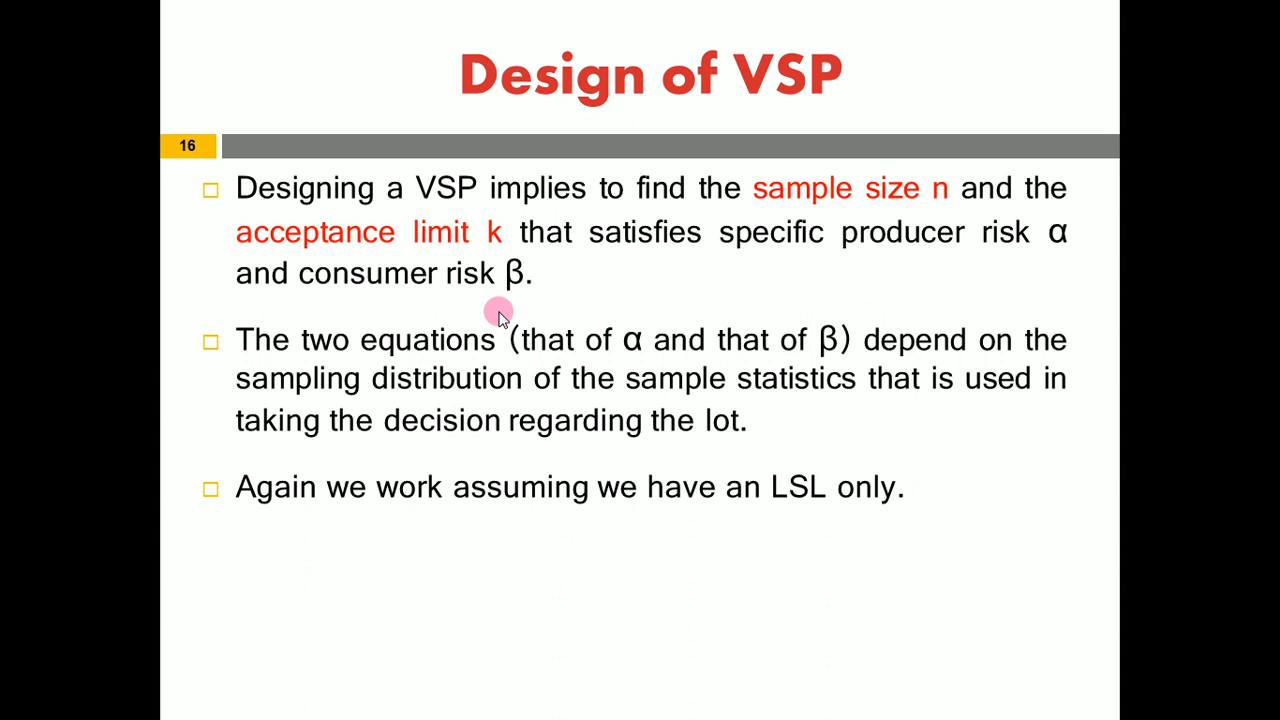 Design of VSP
16
Designing a VSP implies to find the sample size n and the
acceptance limit k that satisfies specific producer risk α
and consumer risk β.
The two equations (that of α and that of β) depend on the
sampling distribution of the sample statistics that is used in
taking the decision regarding the lot.
Again we work assuming we have an LSL only.